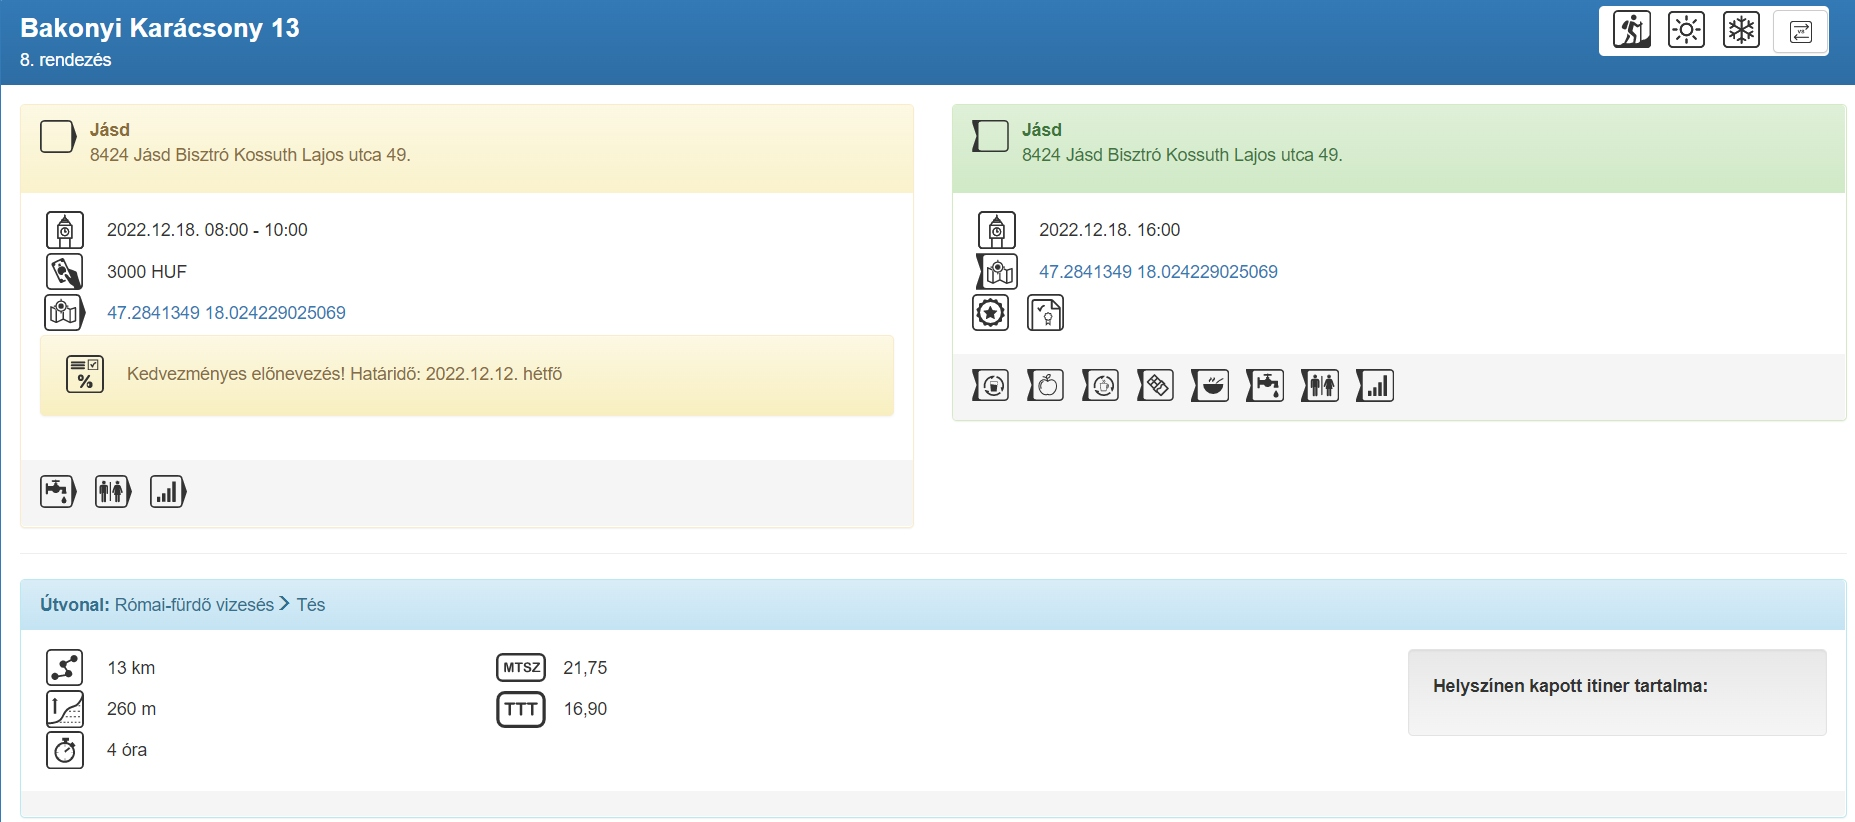 Bakonyi Karácsony 13
8. rendezés
Jásd
8424 Jásd Bisztró Kossuth Lajos utca 49.
2022.12.18. 08:00 - 10:00
3000 HUF
47.2841349 18.024229025069
Kedvezményes előnevezés! Határidő: 2022.12.12. hétfő
Jásd
8424 Jásd Bisztró Kossuth Lajos utca 49.
2022.12.18. 16:00
47.2841349 18.024229025069
Útvonal: Római-fürdő vizesés > Tés
13 km
260 m
4 óra
MTSZ 21,75
TTT 16,90
Helyszínen kapott itiner tartalma: